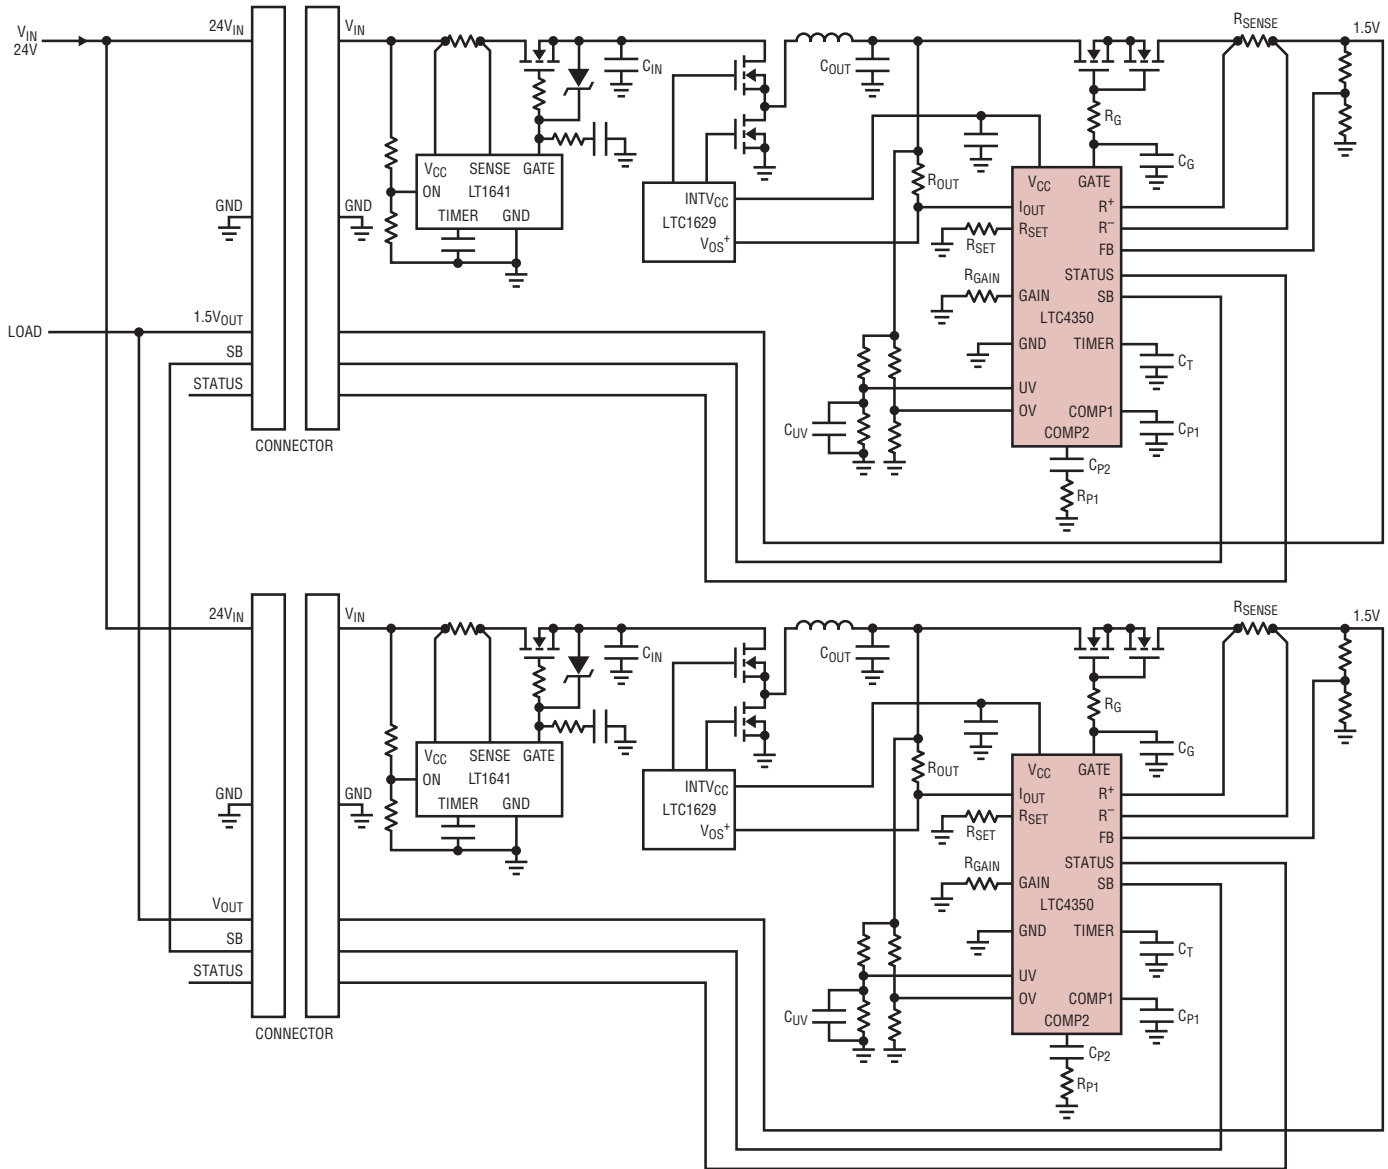 VIN
24V
24VIN
VIN
CIN
COUT
RSENSE
1.5V
RG
CG
VCC SENSE GATE
ON LT1641
TIMER GND
GND
GND
INTVCC
LTC1629
VOS+
ROUT
RSET
RGAIN
VCC GATE
IOUT R+
RSET R–
FB
STATUS
GAIN SB
LTC4350
GND TIMER
UV
OV COMP1
COMP2
CT
CP1
CUV
CP2
RP1
LOAD
1.5VOUT
SB
STATUS
CONNECTOR
24VIN
VIN
CIN
COUT
RSENSE
1.5V
RG
CG
VCC SENSE GATE
ON LT1641
TIMER GND
GND
GND
INTVCC
LTC1629
VOS+
ROUT
RSET
RGAIN
VCC GATE
IOUT R+
RSET R–
FB
STATUS
GAIN SB
LTC4350
GND TIMER
UV
OV COMP1
COMP2
CT
CP1
CUV
CP2
RP1
VOUT
SB
STATUS
CONNECTOR